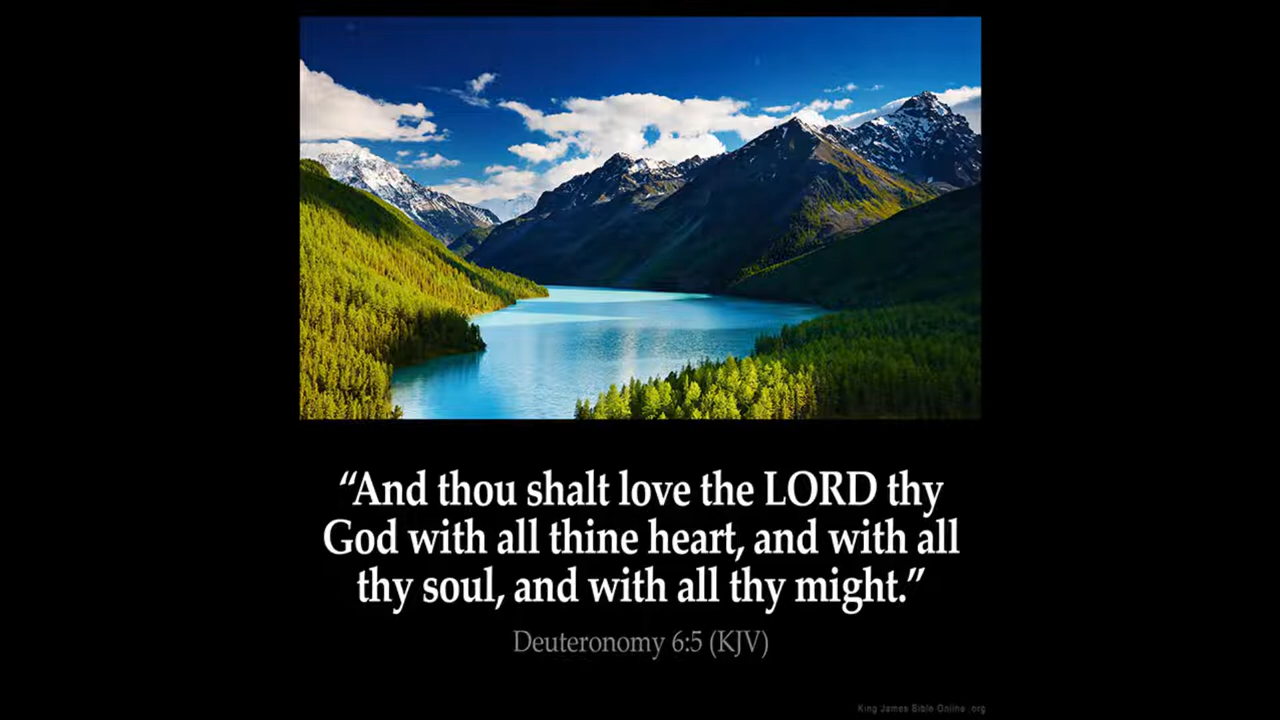 “And thou shalt love the LORD thy
God with all thine heart, and with all
thy soul, and with all thy might.”
Deuteronomy 6:5 (KJV)
King James Bible Online .org